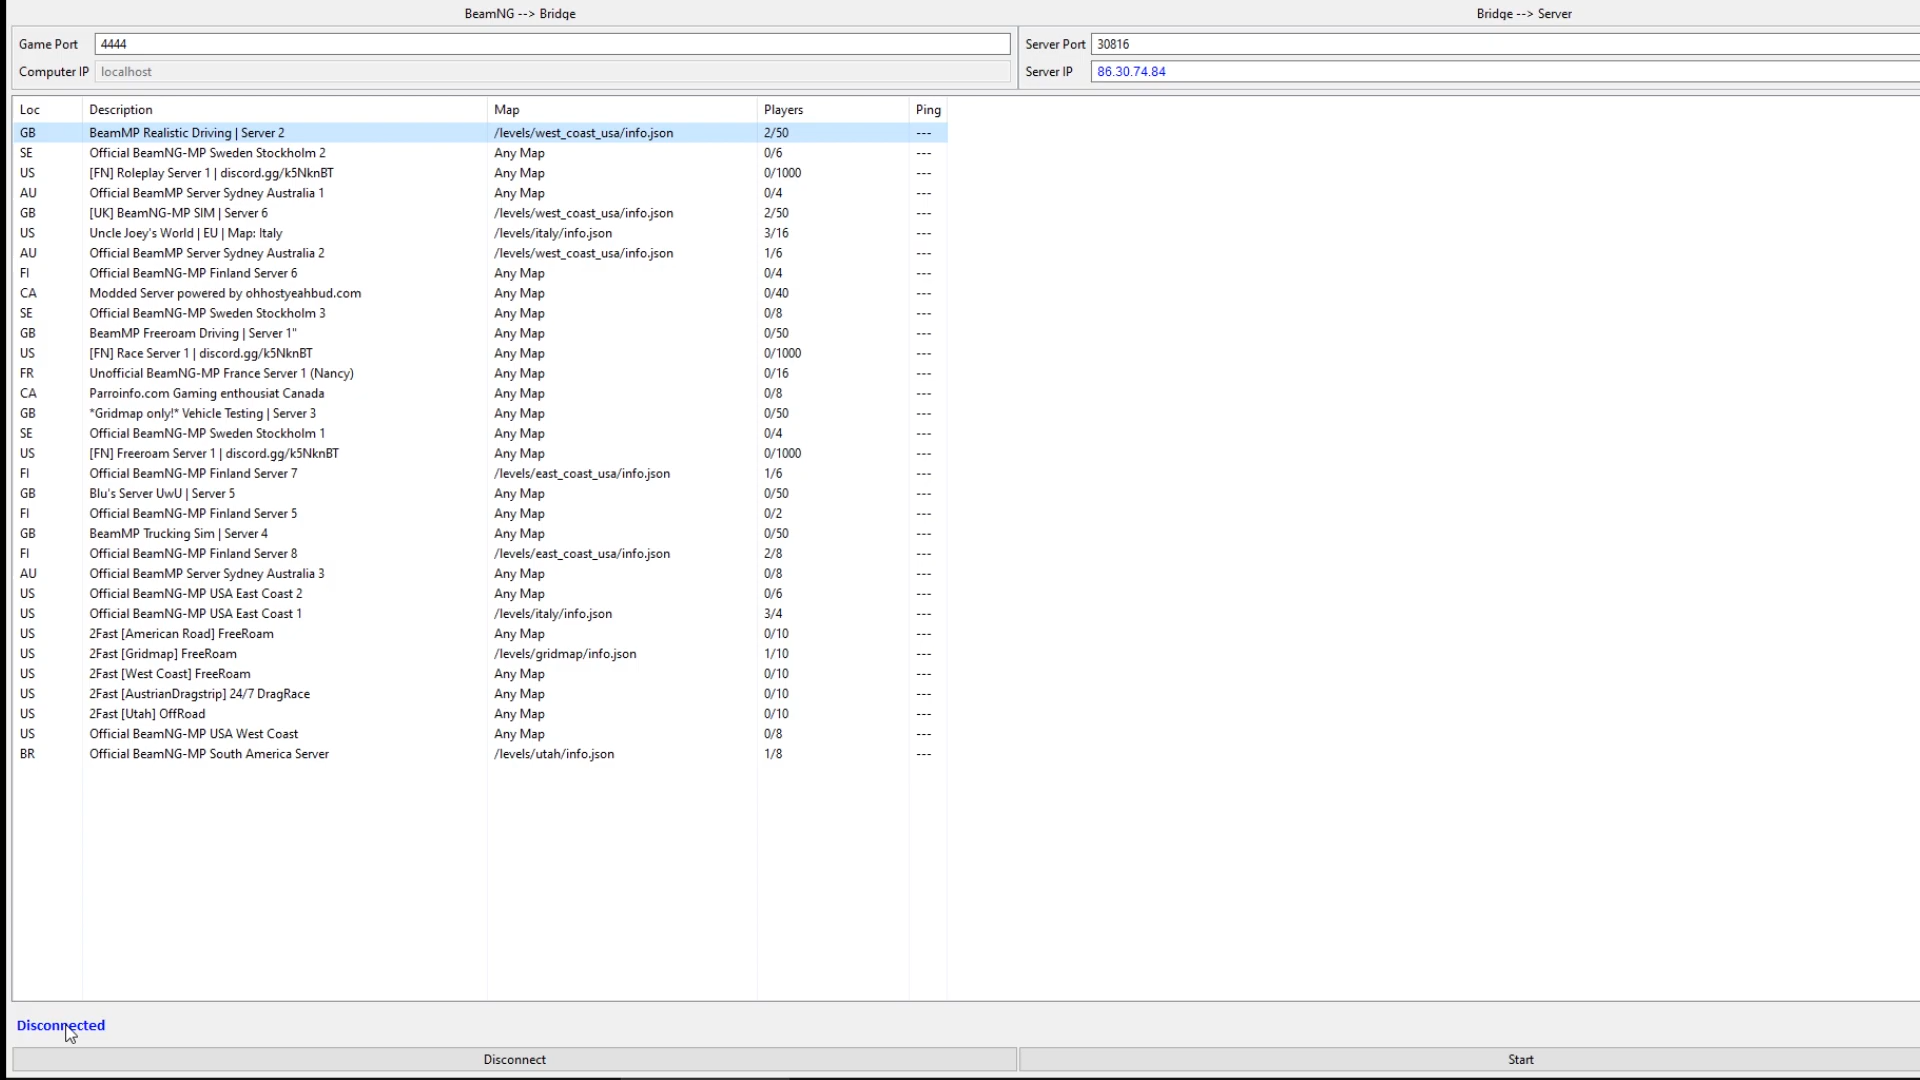 BeamNG --> Bridge
Bridge --> Server
Game Port 4444
Server Port 30816
Computer IP localhost
Server IP 86.30.74.84
Loc Description Map Players Ping
GB BeamMP Realistic Driving | Server 2 /levels/west_coast_usa/info.json 2/50 ---
SE Official BeamNG-MP Sweden Stockholm 2 Any Map 0/6 ---
US [FN] Roleplay Server 1 | discord.gg/k5NknBT Any Map 0/1000 ---
AU Official BeamMP Server Sydney Australia 1 Any Map 0/4 ---
GB [UK] BeamNG-MP SIM | Server 6 /levels/west_coast_usa/info.json 2/50 ---
US Uncle Joey's World | EU | Map: Italy /levels/italy/info.json 3/16 ---
AU Official BeamMP Server Sydney Australia 2 /levels/west_coast_usa/info.json 1/6 ---
FI Official BeamNG-MP Finland Server 6 Any Map 0/4 ---
CA Modded Server powered by ohhostyeahbud.com Any Map 0/40 ---
SE Official BeamNG-MP Sweden Stockholm 3 Any Map 0/8 ---
GB BeamMP Freeroam Driving | Server 1" Any Map 0/50 ---
US [FN] Race Server 1 | discord.gg/k5NknBT Any Map 0/1000 ---
FR Unofficial BeamNG-MP France Server 1 (Nancy) Any Map 0/16 ---
CA Parroinfo.com Gaming enthousiat Canada Any Map 0/8 ---
GB *Gridmap only!* Vehicle Testing | Server 3 Any Map 0/50 ---
SE Official BeamNG-MP Sweden Stockholm 1 Any Map 0/4 ---
US [FN] Freeroam Server 1 | discord.gg/k5NknBT Any Map 0/1000 ---
FI Official BeamNG-MP Finland Server 7 /levels/east_coast_usa/info.json 1/6 ---
GB Blu's Server UwU | Server 5 Any Map 0/50 ---
FI Official BeamNG-MP Finland Server 5 Any Map 0/2 ---
GB BeamMP Trucking Sim | Server 4 Any Map 0/50 ---
FI Official BeamNG-MP Finland Server 8 /levels/east_coast_usa/info.json 2/8 ---
AU Official BeamMP Server Sydney Australia 3 Any Map 0/8 ---
US Official BeamNG-MP USA East Coast 2 Any Map 0/6 ---
US Official BeamNG-MP USA East Coast 1 /levels/italy/info.json 3/4 ---
US 2Fast [American Road] FreeRoam Any Map 0/10 ---
US 2Fast [Gridmap] FreeRoam /levels/gridmap/info.json 1/10 ---
US 2Fast [West Coast] FreeRoam Any Map 0/10 ---
US 2Fast [AustrianDragstrip] 24/7 DragRace Any Map 0/10 ---
US 2Fast [Utah] OffRoad Any Map 0/10 ---
US Official BeamNG-MP USA West Coast Any Map 0/8 ---
BR Official BeamNG-MP South America Server /levels/utah/info.json 1/8 ---
Disconnected
Disconnect
Start